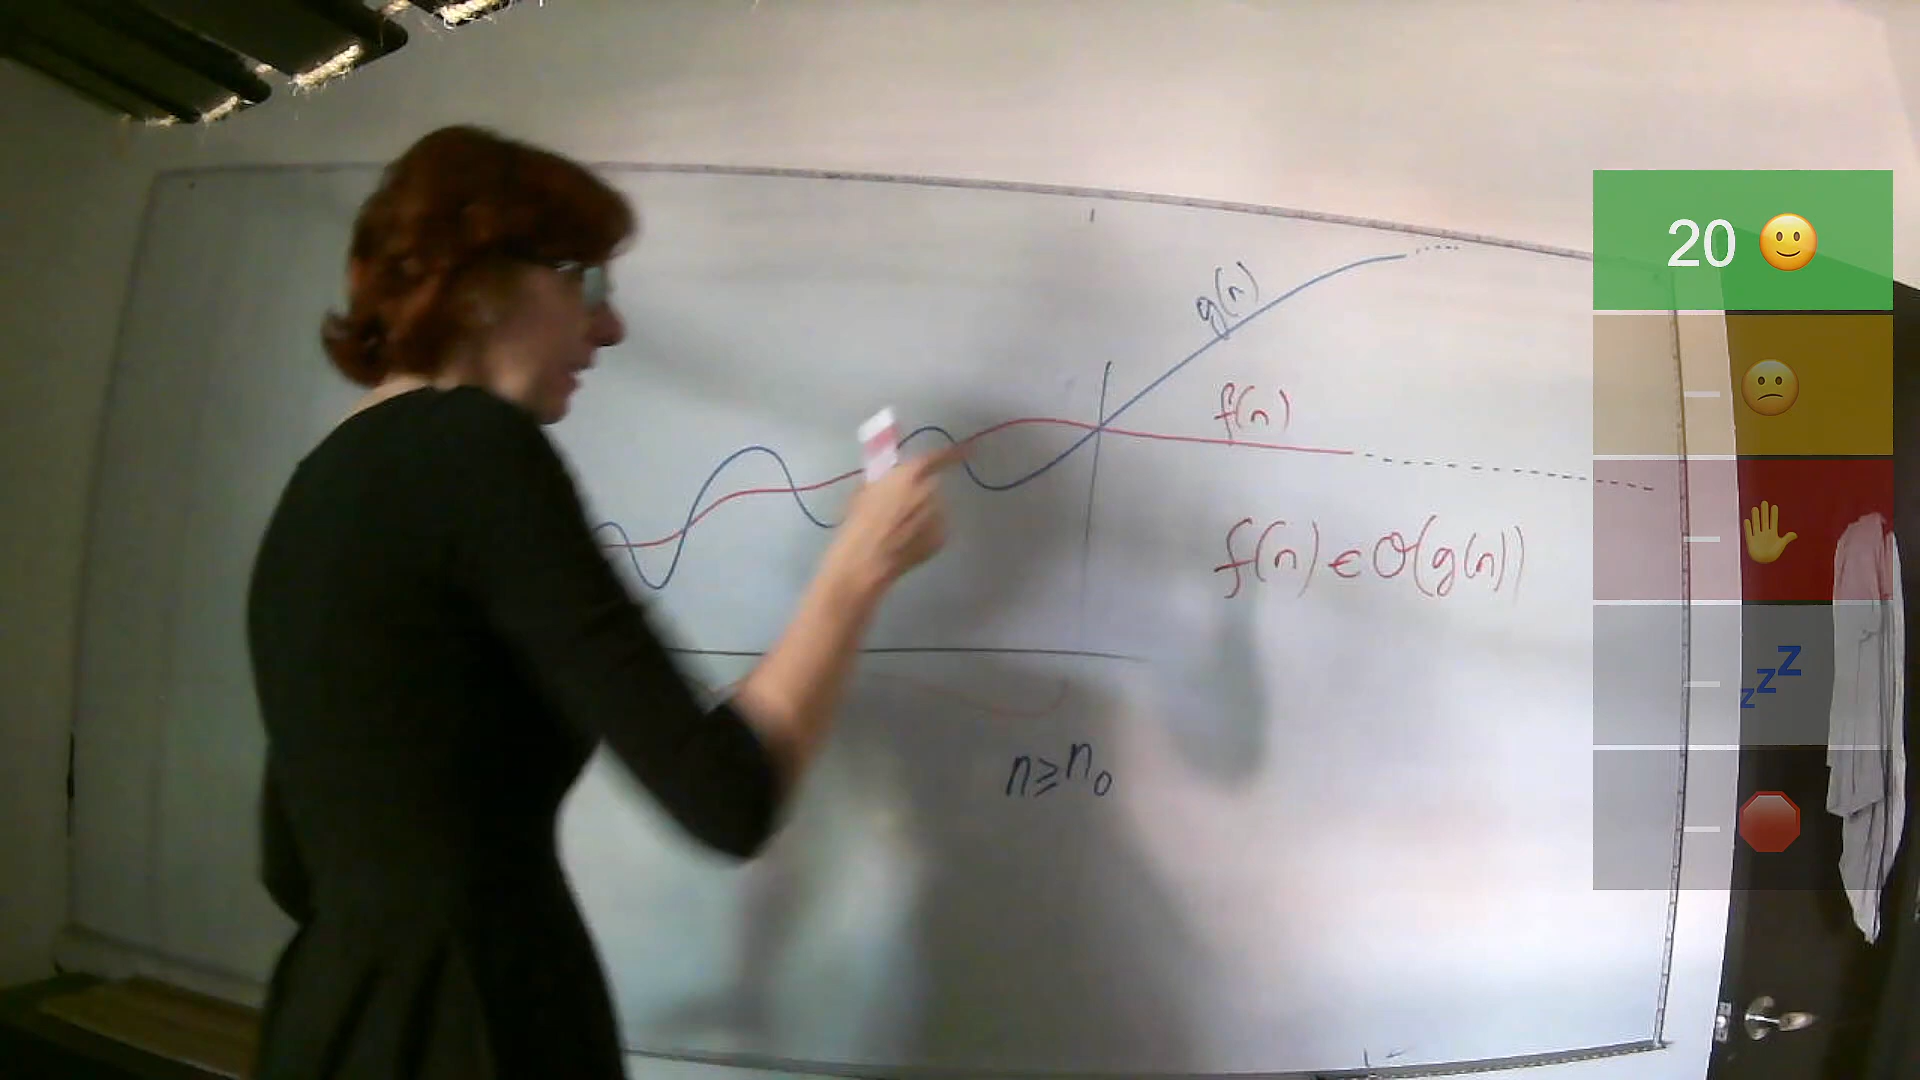 g(n)
f(n)
f(n) ∈ O(g(n))
n ≥ n₀
20 🙂
— 😕
— ✋
— 💤
— 🛑